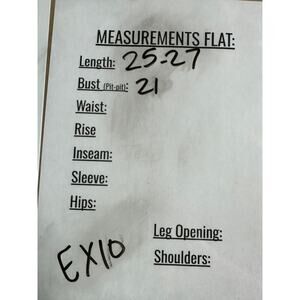 MEASUREMENTS FLAT:
Length: 25-27
Bust (Pit-pit): 21
Waist:
Rise
Inseam:
Sleeve:
Hips:
Leg Opening:
Shoulders:
EX10